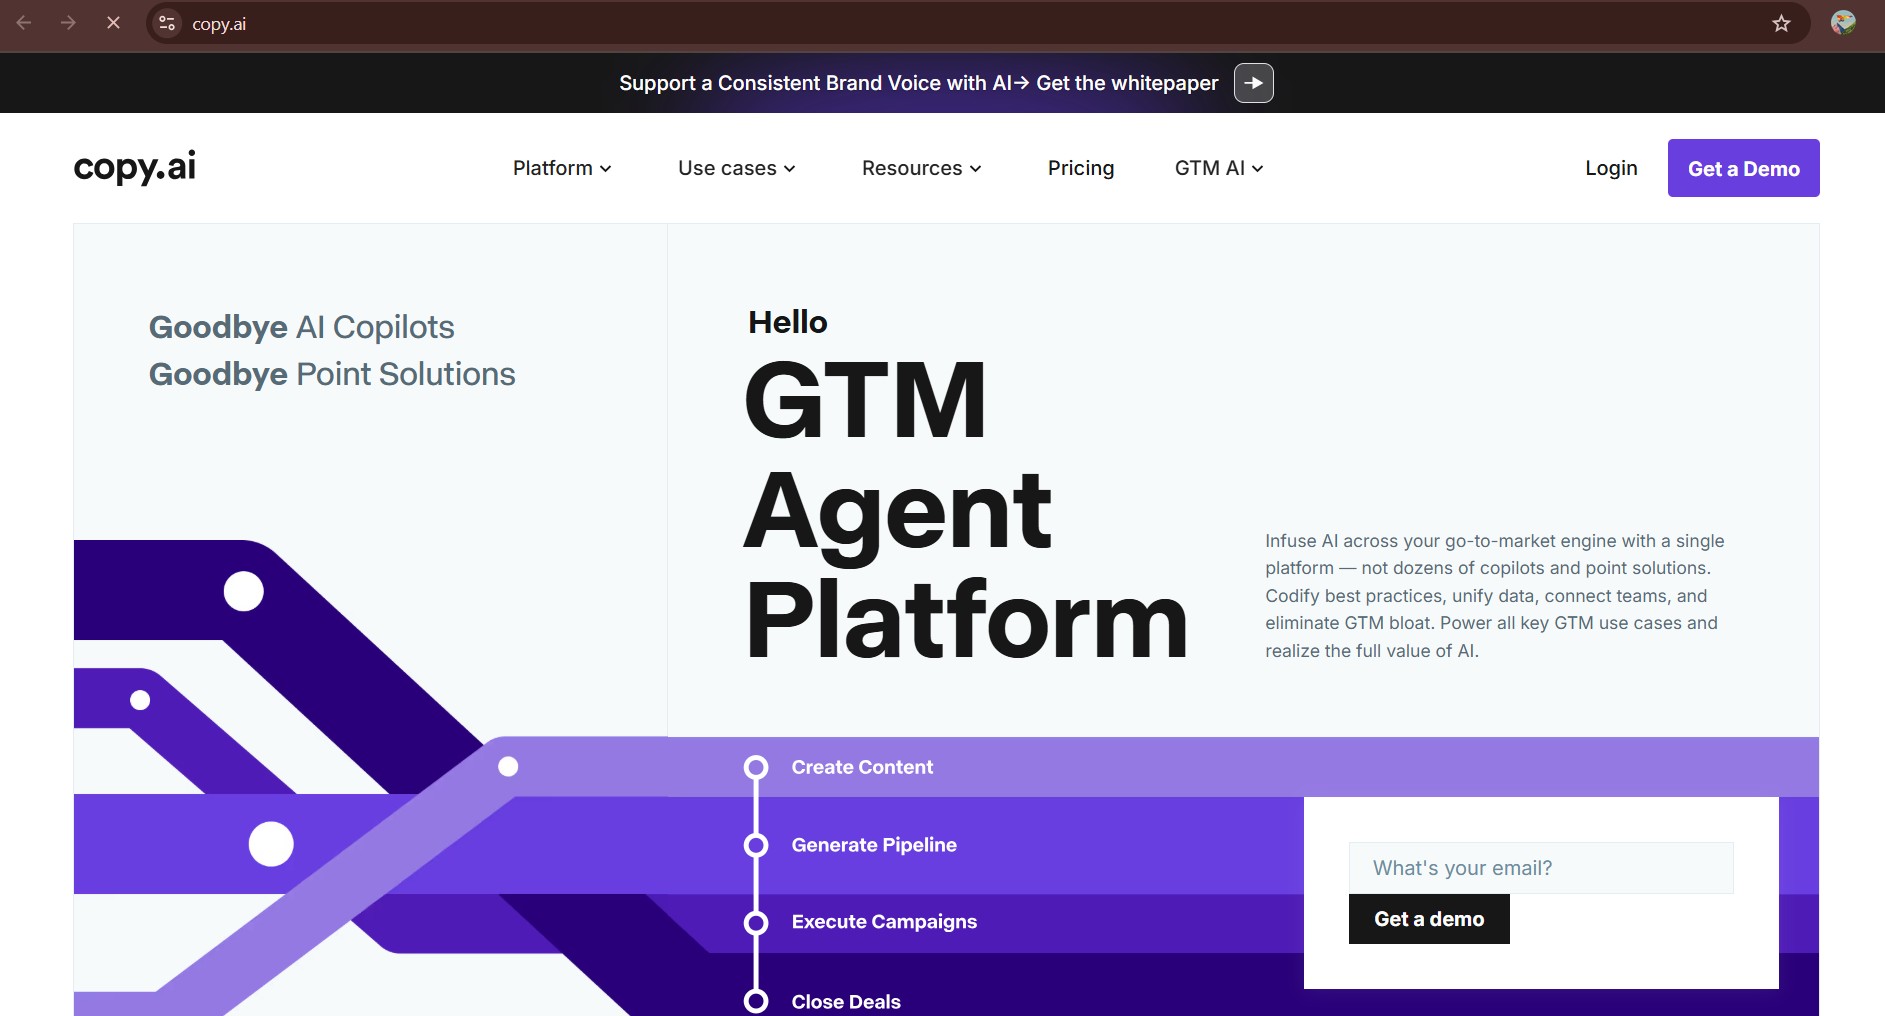 copy.ai
Support a Consistent Brand Voice with AI→ Get the whitepaper
copy.ai
Platform
Use cases
Resources
Pricing
GTM AI
Login
Get a Demo
Goodbye AI Copilots
Goodbye Point Solutions
Hello
GTM
Agent
Platform
Infuse AI across your go-to-market engine with a single
platform — not dozens of copilots and point solutions.
Codify best practices, unify data, connect teams, and
eliminate GTM bloat. Power all key GTM use cases and
realize the full value of AI.
Create Content
Generate Pipeline
Execute Campaigns
Close Deals
What's your email?
Get a demo